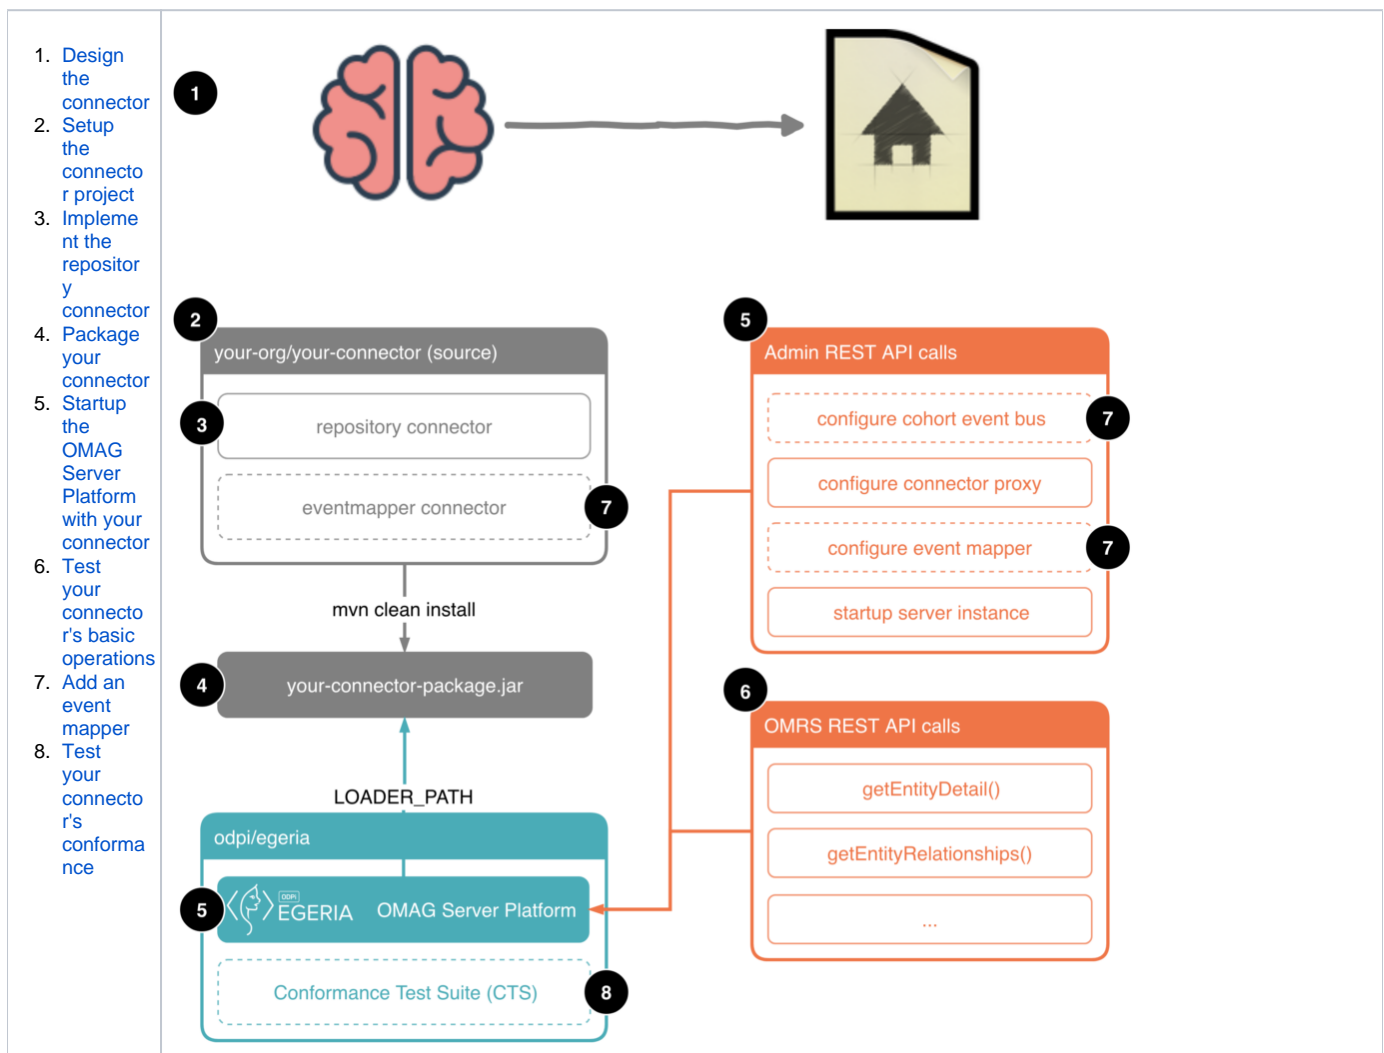 1. Design
the
connector
2. Setup
the
connecto
r project
3. Impleme
nt the
repositor
y
connector
4. Package
your
connector
5. Startup
the
OMAG
Server
Platform
with your
connector
6. Test
your
connecto
r's basic
operations
7. Add an
event
mapper
8. Test
your
connecto
r's
conforma
nce
1
2
your-org/your-connector (source)
3
repository connector
eventmapper connector
7
mvn clean install
4
your-connector-package.jar
LOADER_PATH
odpi/egeria
5
ODPi
EGERIA
OMAG Server Platform
Conformance Test Suite (CTS)
8
5
Admin REST API calls
configure cohort event bus
7
configure connector proxy
configure event mapper
7
startup server instance
6
OMRS REST API calls
getEntityDetail()
getEntityRelationships()
...